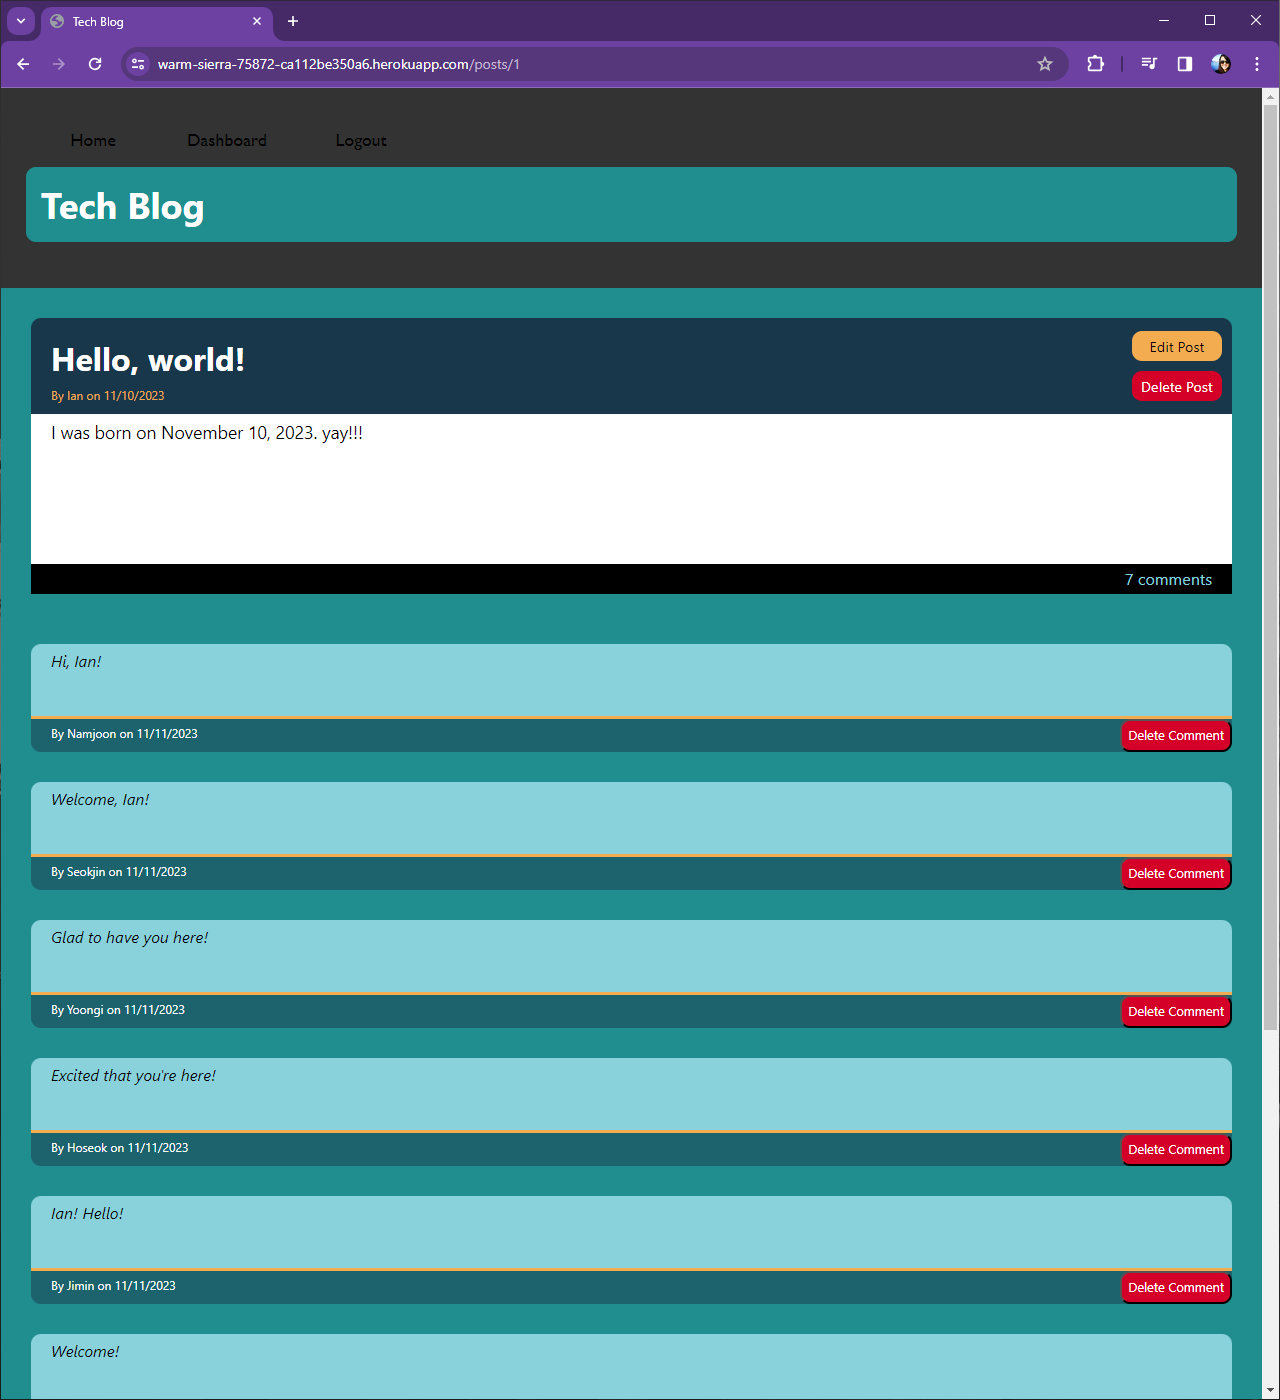 Tech Blog
warm-sierra-75872-ca112be350a6.herokuapp.com/posts/1
Home Dashboard Logout
Tech Blog
Hello, world!
Edit Post
By Ian on 11/10/2023
Delete Post
I was born on November 10, 2023. yay!!!
7 comments
Hi, Ian!
By Namjoon on 11/11/2023
Delete Comment
Welcome, Ian!
By Seokjin on 11/11/2023
Delete Comment
Glad to have you here!
By Yoongi on 11/11/2023
Delete Comment
Excited that you're here!
By Hoseok on 11/11/2023
Delete Comment
Ian! Hello!
By Jimin on 11/11/2023
Delete Comment
Welcome!